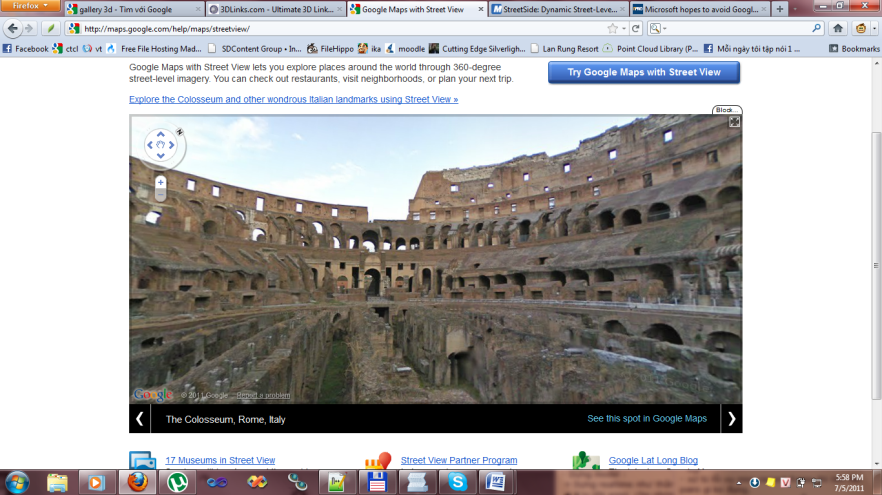 Firefox
gallery 3d - Tìm với Google
3DLinks.com - Ultimate 3D Link...
Google Maps with Street View
StreetSide: Dynamic Street-Leve...
Microsoft hopes to avoid Googl...
http://maps.google.com/help/maps/streetview/
Facebook
ctcl
vt
Free File Hosting Mad...
SDContent Group • In...
FileHippo
ika
moodle
Cutting Edge Silverligh...
Lan Rung Resort
Point Cloud Library (P...
Mỗi ngày tôi tập nói 1 ...
Bookmarks
Google Maps with Street View lets you explore places around the world through 360-degree
street-level imagery. You can check out restaurants, visit neighborhoods, or plan your next trip.
Try Google Maps with Street View
Explore the Colosseum and other wondrous Italian landmarks using Street View »
Block...
N
Google
© 2011 Google
Report a problem
The Colosseum, Rome, Italy
See this spot in Google Maps
17 Museums in Street View
Street View Partner Program
Google Lat Long Blog
5:58 PM
7/5/2011